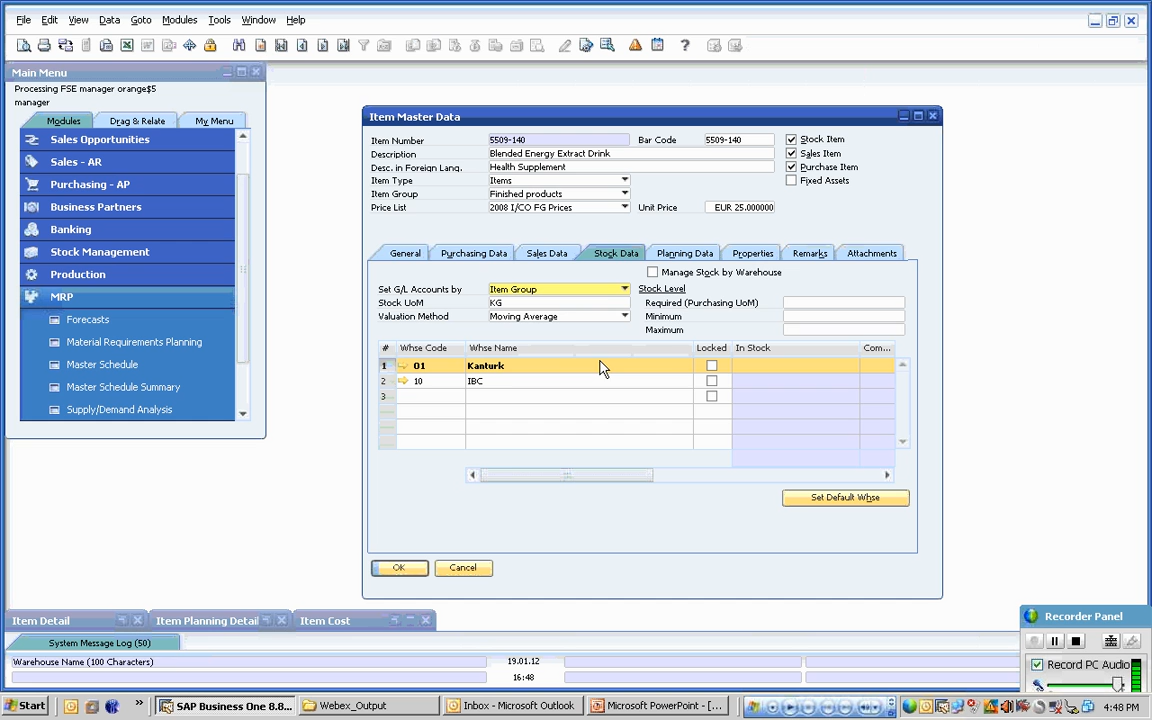 File Edit View Data Goto Modules Tools Window Help
Main Menu
Processing FSE manager orange$5
manager
Modules Drag & Relate My Menu
Sales Opportunities
Sales - AR
Purchasing - AP
Business Partners
Banking
Stock Management
Production
MRP
Forecasts
Material Requirements Planning
Master Schedule
Master Schedule Summary
Supply/Demand Analysis
Item Master Data
Item Number 5509-140 Bar Code 5509-140 Stock Item
Description Blended Energy Extract Drink Sales Item
Desc. in Foreign Lang. Health Supplement Purchase Item
Item Type Items Fixed Assets
Item Group Finished products
Price List 2008 I/CO FG Prices Unit Price EUR 25.000000
General Purchasing Data Sales Data Stock Data Planning Data Properties Remarks Attachments
Manage Stock by Warehouse
Set G/L Accounts by Item Group Stock Level
Stock UoM KG Required (Purchasing UoM)
Valuation Method Moving Average Minimum
Maximum
# Whse Code Whse Name Locked In Stock Com...
1 01 Kanturk
2 10 IBC
3
Set Default Whse
OK Cancel
Item Detail Item Planning Detail Item Cost
System Message Log (50)
Warehouse Name (100 Characters) 19.01.12
16:48
Recorder Panel
Record PC Audio
Start » SAP Business One 8.8... Webex_Output Inbox - Microsoft Outlook Microsoft PowerPoint - [... 4:48 PM